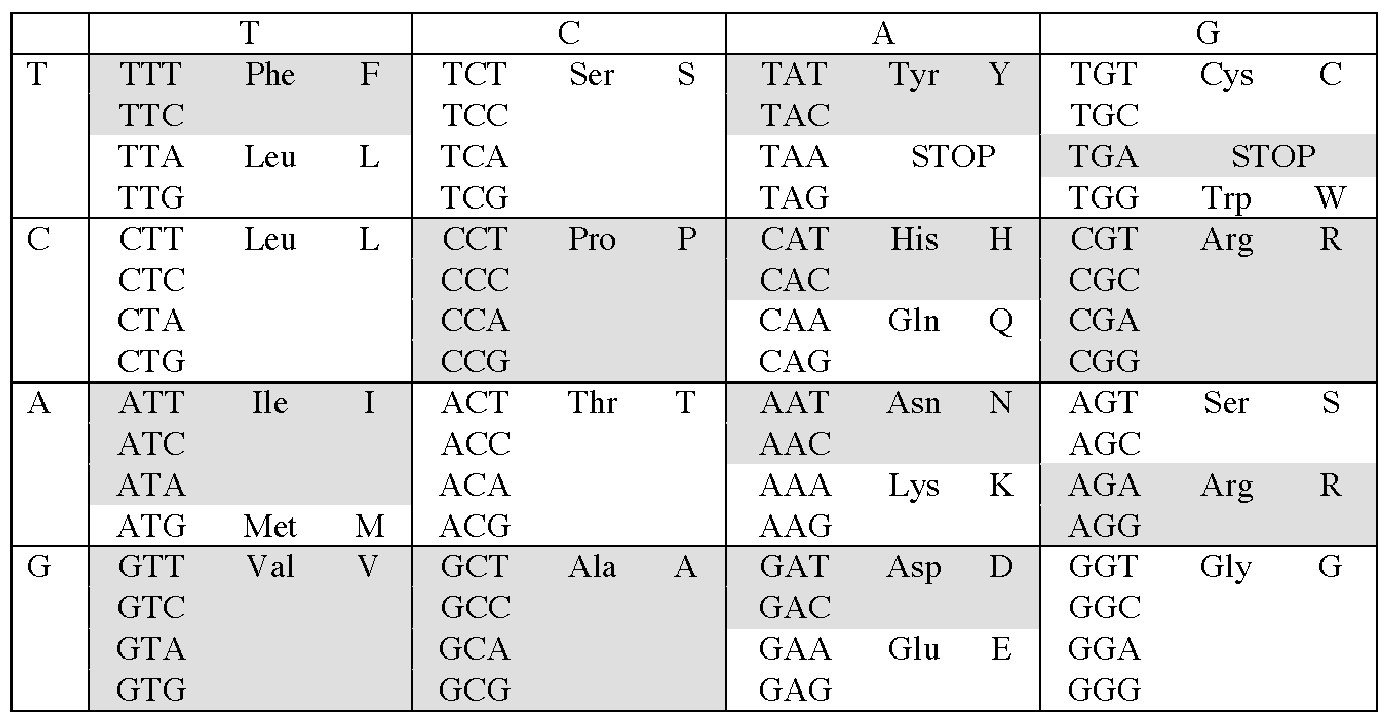 T C A G
T TTT Phe F TCT Ser S TAT Tyr Y TGT Cys C
TTC TCC TAC TGC
TTA Leu L TCA TAA STOP TGA STOP
TTG TCG TAG TGG Trp W
C CTT Leu L CCT Pro P CAT His H CGT Arg R
CTC CCC CAC CGC
CTA CCA CAA Gln Q CGA
CTG CCG CAG CGG
A ATT Ile I ACT Thr T AAT Asn N AGT Ser S
ATC ACC AAC AGC
ATA ACA AAA Lys K AGA Arg R
ATG Met M ACG AAG AGG
G GTT Val V GCT Ala A GAT Asp D GGT Gly G
GTC GCC GAC GGC
GTA GCA GAA Glu E GGA
GTG GCG GAG GGG